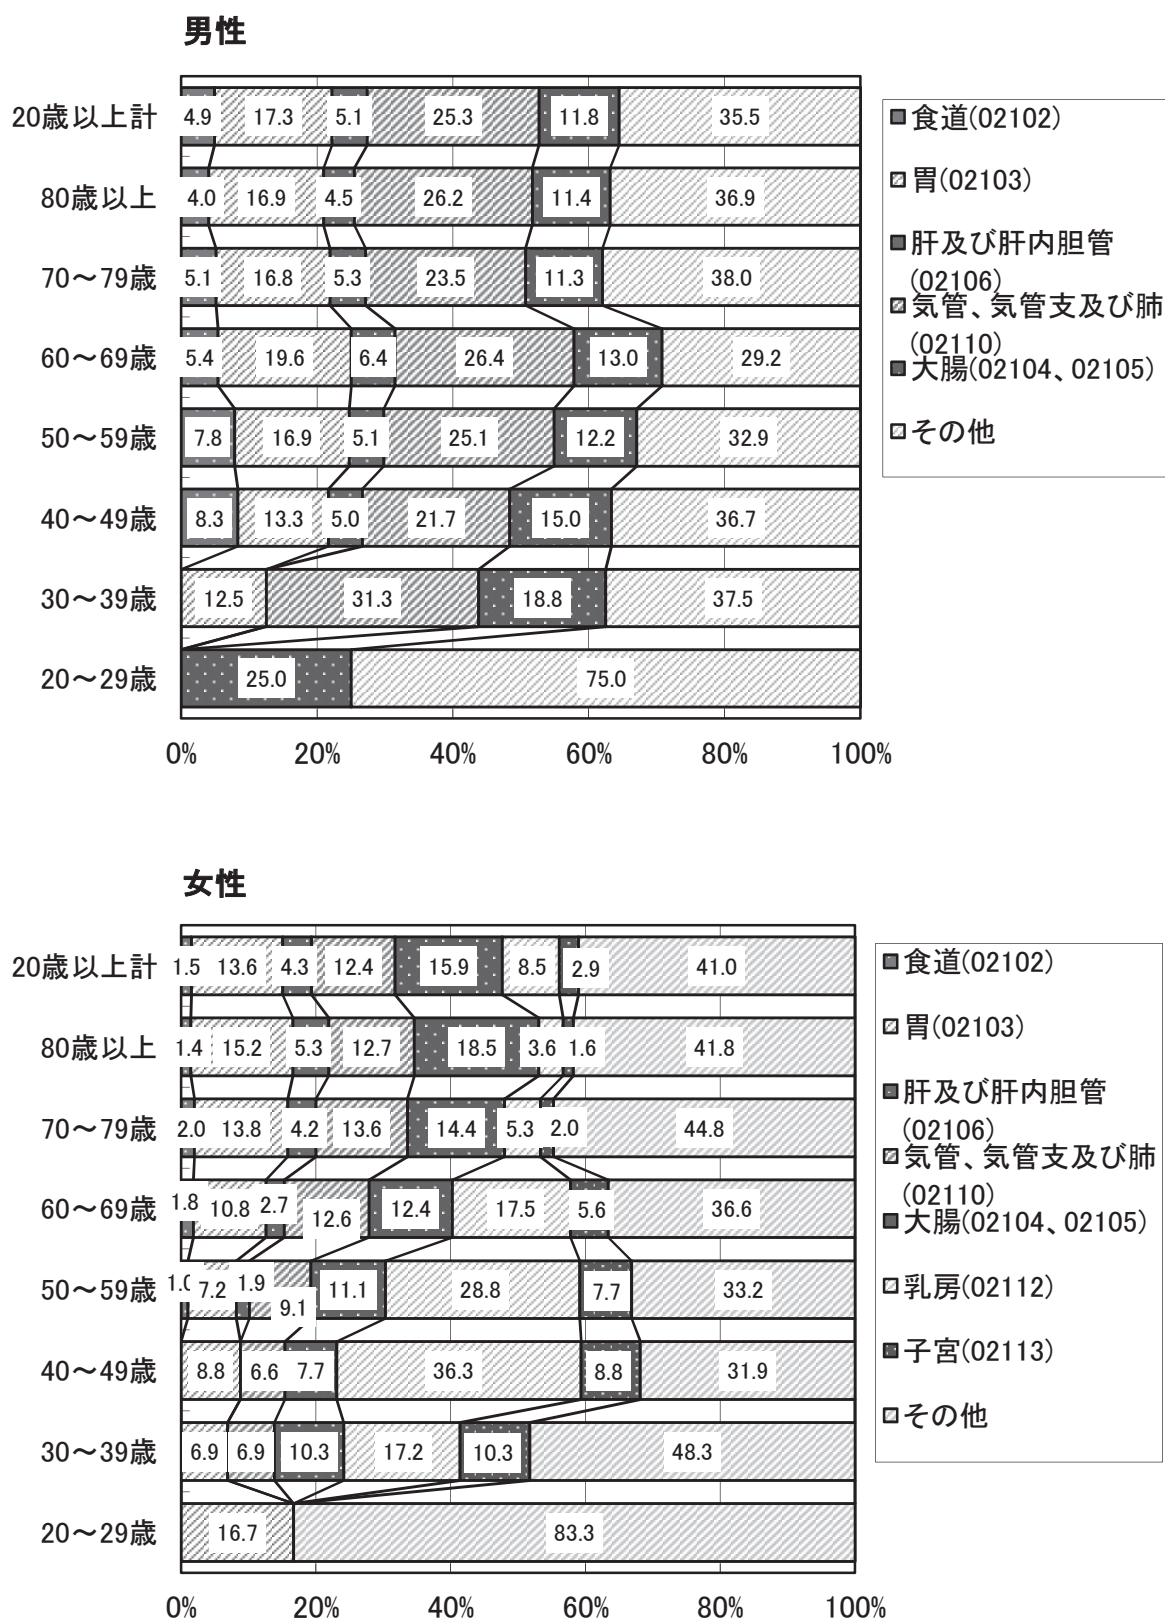 男性
20歳以上計 4.9 17.3 5.1 25.3 11.8 35.5
80歳以上 4.0 16.9 4.5 26.2 11.4 36.9
70～79歳 5.1 16.8 5.3 23.5 11.3 38.0
60～69歳 5.4 19.6 6.4 26.4 13.0 29.2
50～59歳 7.8 16.9 5.1 25.1 12.2 32.9
40～49歳 8.3 13.3 5.0 21.7 15.0 36.7
30～39歳 12.5 31.3 18.8 37.5
20～29歳 25.0 75.0
0% 20% 40% 60% 80% 100%
食道(02102)
胃(02103)
肝及び肝内胆管
(02106)
気管、気管支及び肺
(02110)
大腸(02104、02105)
その他
女性
20歳以上計 1.5 13.6 4.3 12.4 15.9 8.5 2.9 41.0
80歳以上 1.4 15.2 5.3 12.7 18.5 3.6 1.6 41.8
70～79歳 2.0 13.8 4.2 13.6 14.4 5.3 2.0 44.8
60～69歳 1.8 10.8 2.7 12.6 12.4 17.5 5.6 36.6
50～59歳 1.0 7.2 1.9 9.1 11.1 28.8 7.7 33.2
40～49歳 8.8 6.6 7.7 36.3 8.8 31.9
30～39歳 6.9 6.9 10.3 17.2 10.3 48.3
20～29歳 16.7 83.3
0% 20% 40% 60% 80% 100%
食道(02102)
胃(02103)
肝及び肝内胆管
(02106)
気管、気管支及び肺
(02110)
大腸(02104、02105)
乳房(02112)
子宮(02113)
その他